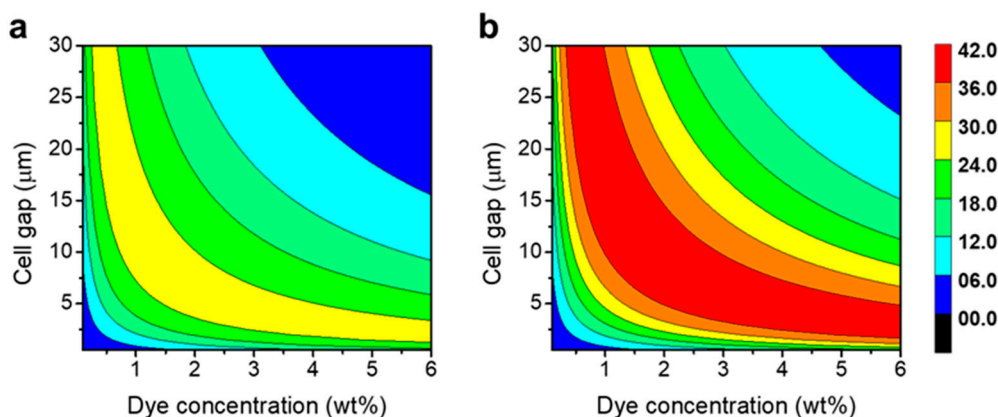 a
b
30
25
20
15
10
5
Cell gap (μm)
1 2 3 4 5 6
Dye concentration (wt%)
30
25
20
15
10
5
Cell gap (μm)
1 2 3 4 5 6
Dye concentration (wt%)
42.0
36.0
30.0
24.0
18.0
12.0
06.0
00.0